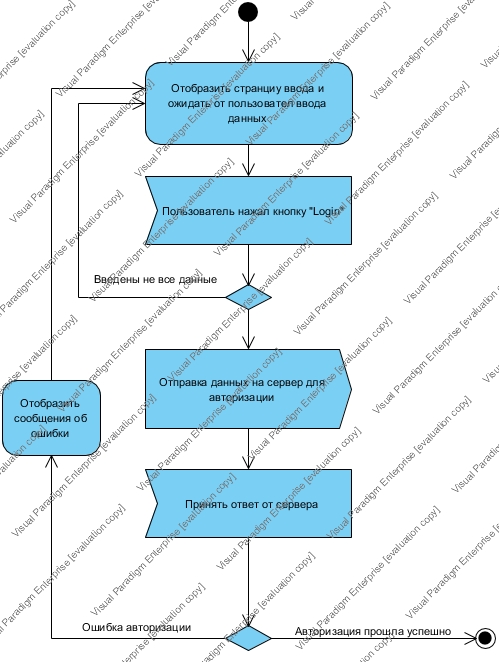 Отобразить странциу ввода и
ожидать от пользовател ввода
данных
Пользователь нажал кнопку "Login"
Введены не все данные
Отправка данных на сервер для
авторизации
Отобразить
сообщения об
ошибки
Принять ответ от сервера
Ошибка авторизации
Авторизация прошла успешно
Visual Paradigm Enterprise [evaluation copy]